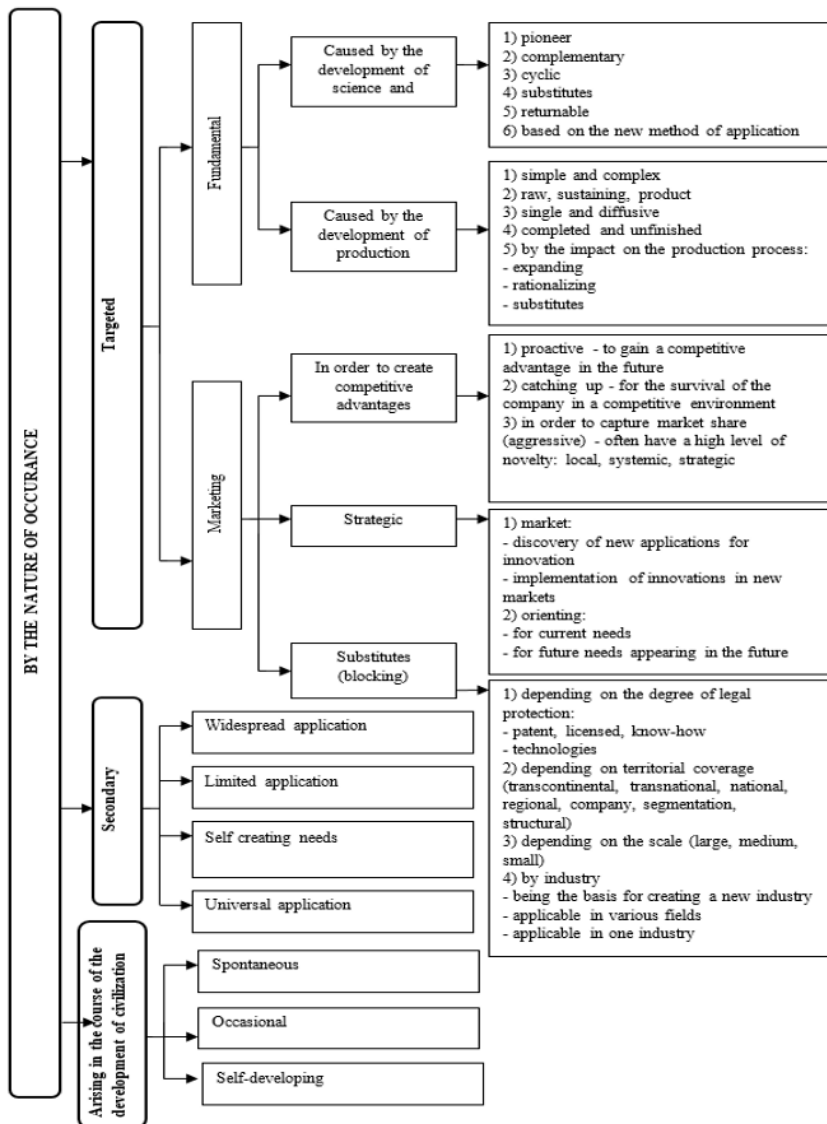 BY THE NATURE OF OCCURANCE
Targeted
Fundamental
Caused by the
development of
science and
1) pioneer
2) complementary
3) cyclic
4) substitutes
5) returnable
6) based on the new method of application
Caused by the
development of
production
1) simple and complex
2) raw, sustaining, product
3) single and diffusive
4) completed and unfinished
5) by the impact on the production process:
- expanding
- rationalizing
- substitutes
Marketing
In order to create
competitive
advantages
1) proactive - to gain a competitive
advantage in the future
2) catching up - for the survival of the
company in a competitive environment
3) in order to capture market share
(aggressive) - often have a high level of
novelty: local, systemic, strategic
Strategic
1) market:
- discovery of new applications for
innovation
- implementation of innovations in new
markets
2) orienting:
- for current needs
- for future needs appearing in the future
Substitutes
(blocking)
1) depending on the degree of legal
protection:
- patent, licensed, know-how
- technologies
2) depending on territorial coverage
(transcontinental, transnational, national,
regional, company, segmentation,
structural)
3) depending on the scale (large, medium,
small)
4) by industry
- being the basis for creating a new industry
- applicable in various fields
- applicable in one industry
Secondary
Widespread application
Limited application
Self creating needs
Universal application
Arising in the course of the
development of civilization
Spontaneous
Occasional
Self-developing